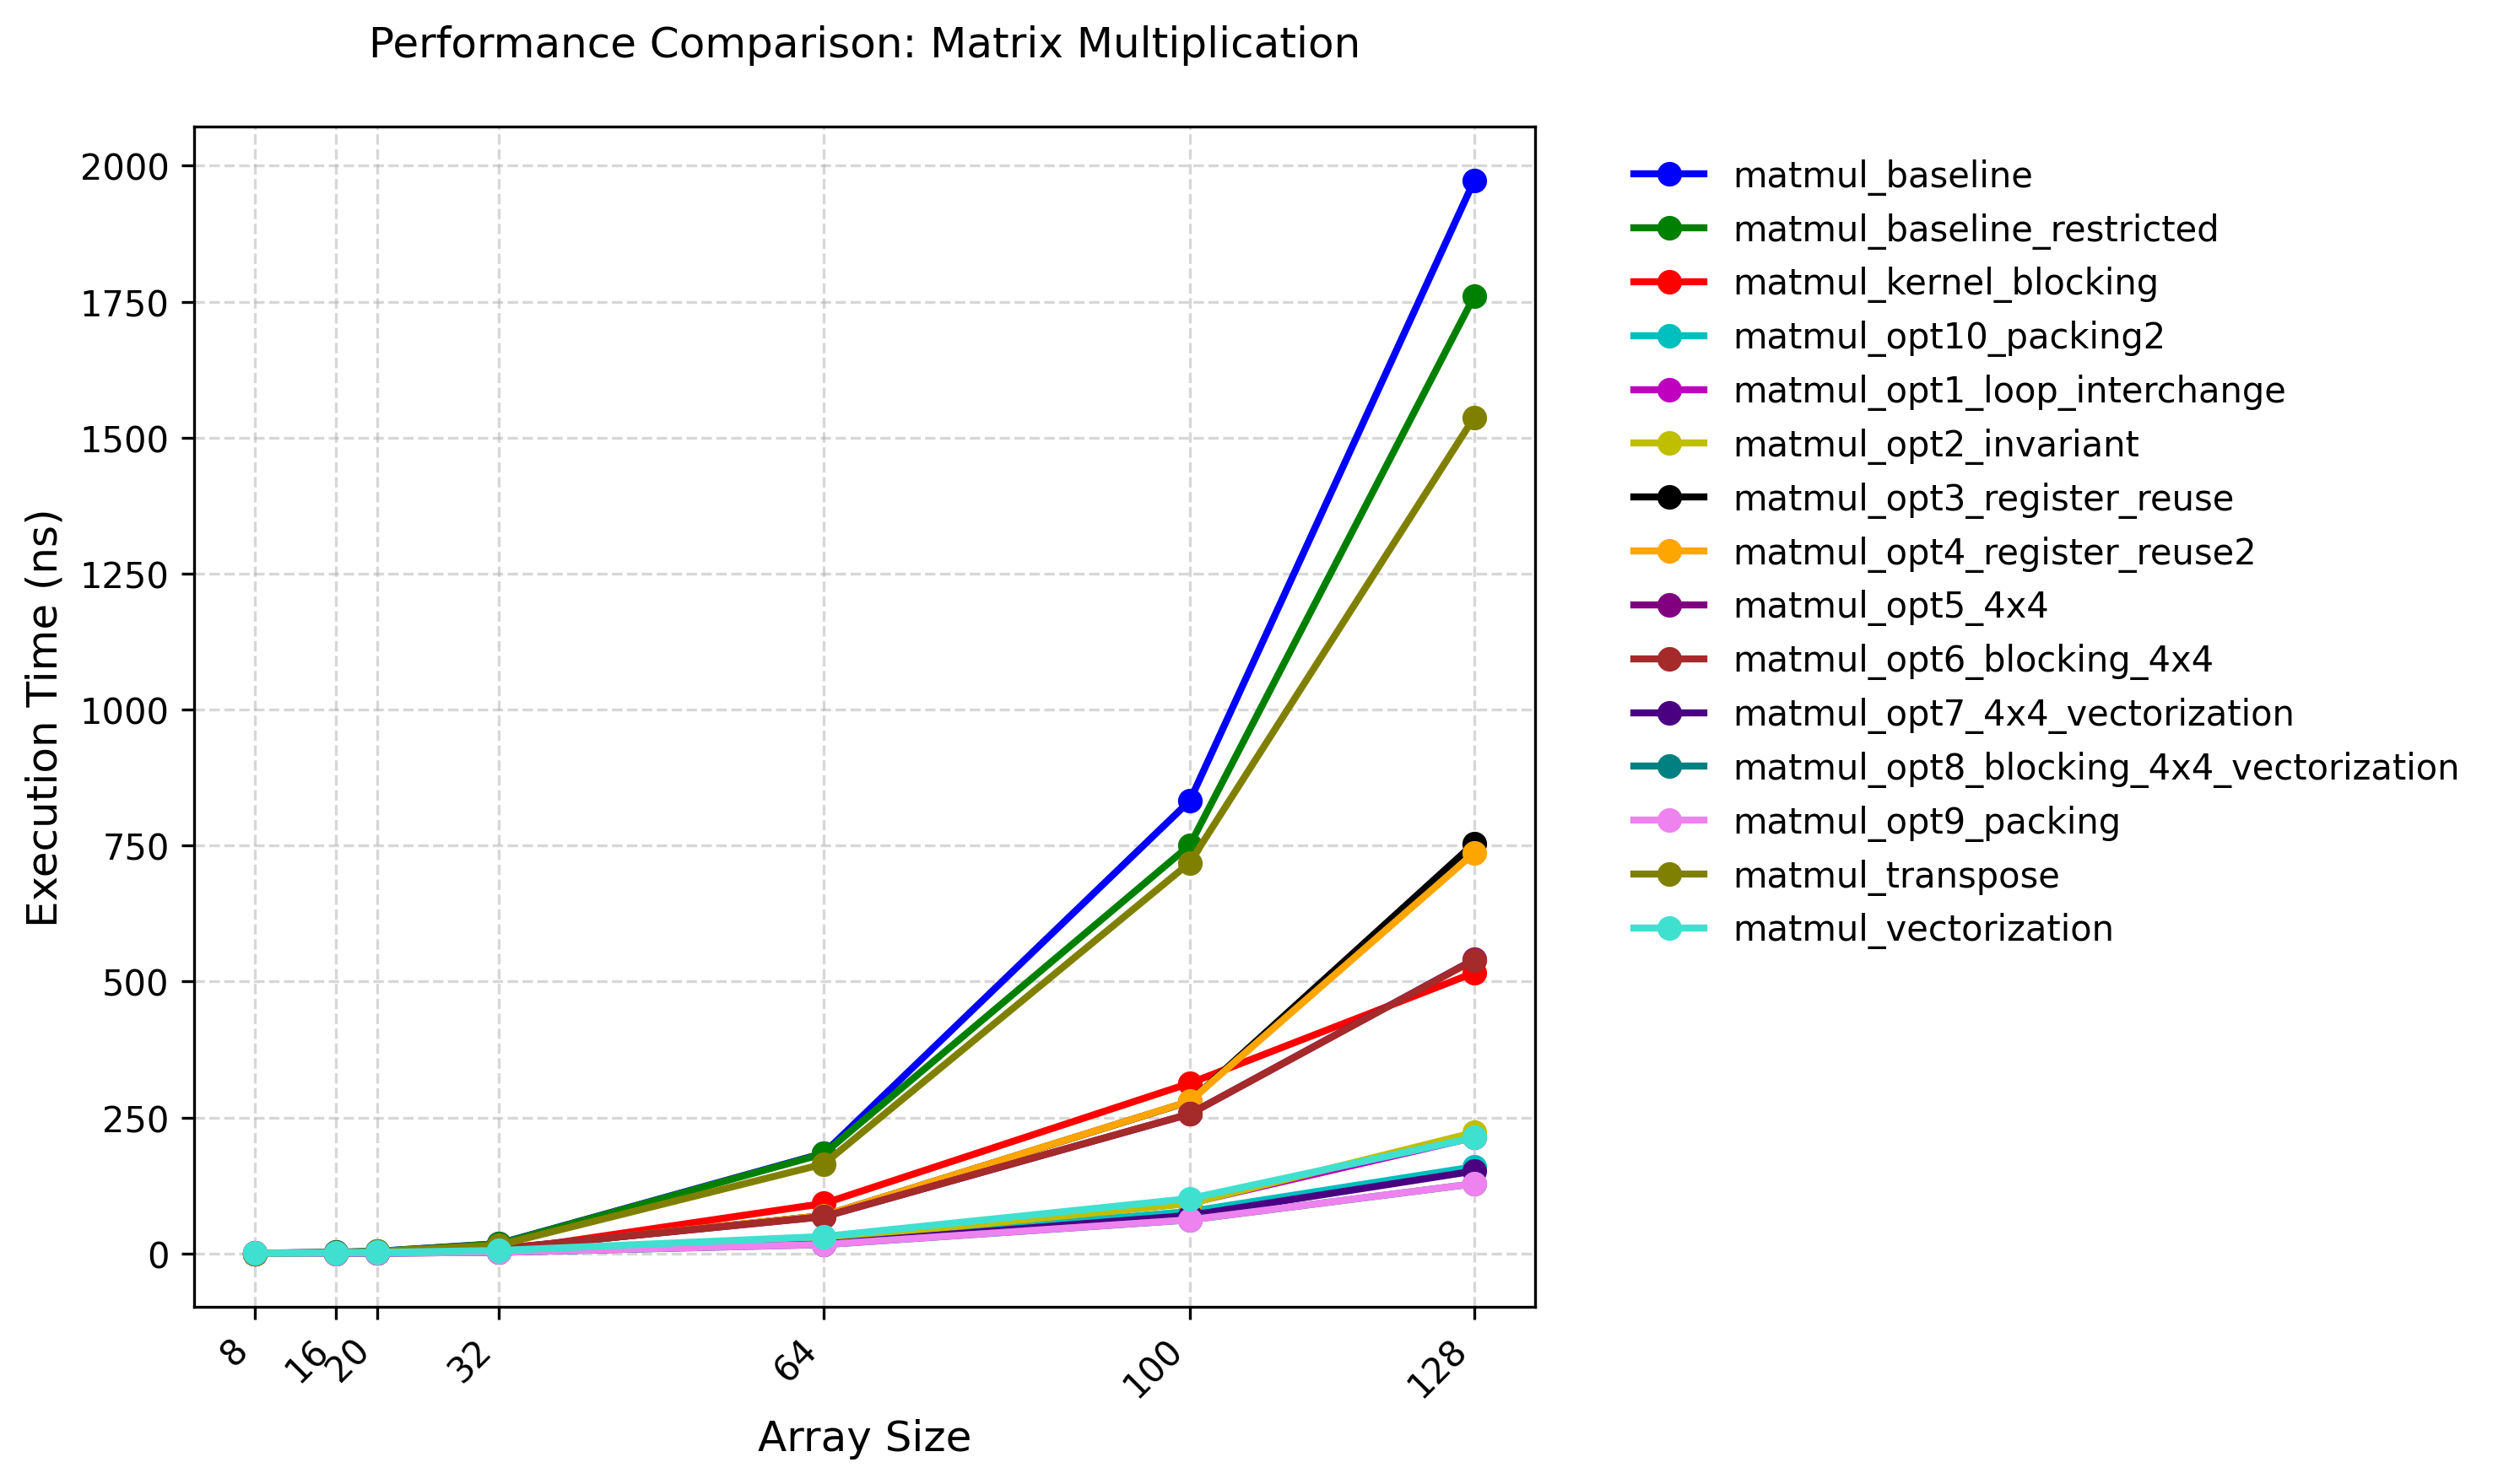 Performance Comparison: Matrix Multiplication
Execution Time (ns)
2000
1750
1500
1250
1000
750
500
250
0
8
16
20
32
64
100
128
Array Size
matmul_baseline
matmul_baseline_restricted
matmul_kernel_blocking
matmul_opt10_packing2
matmul_opt1_loop_interchange
matmul_opt2_invariant
matmul_opt3_register_reuse
matmul_opt4_register_reuse2
matmul_opt5_4x4
matmul_opt6_blocking_4x4
matmul_opt7_4x4_vectorization
matmul_opt8_blocking_4x4_vectorization
matmul_opt9_packing
matmul_transpose
matmul_vectorization